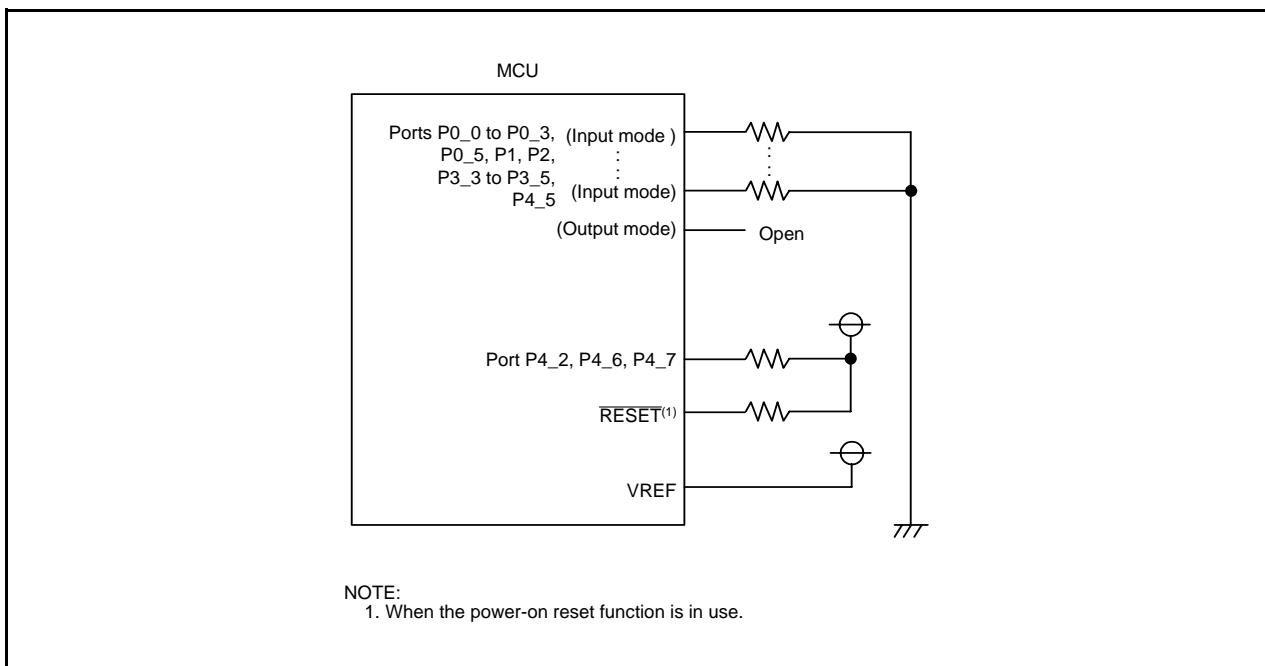 MCU
Ports P0_0 to P0_3, (Input mode )
P0_5, P1, P2, :
P3_3 to P3_5, :
P4_5 (Input mode)
(Output mode) Open
Port P4_2, P4_6, P4_7
RESET(1)
VREF
NOTE:
1. When the power-on reset function is in use.